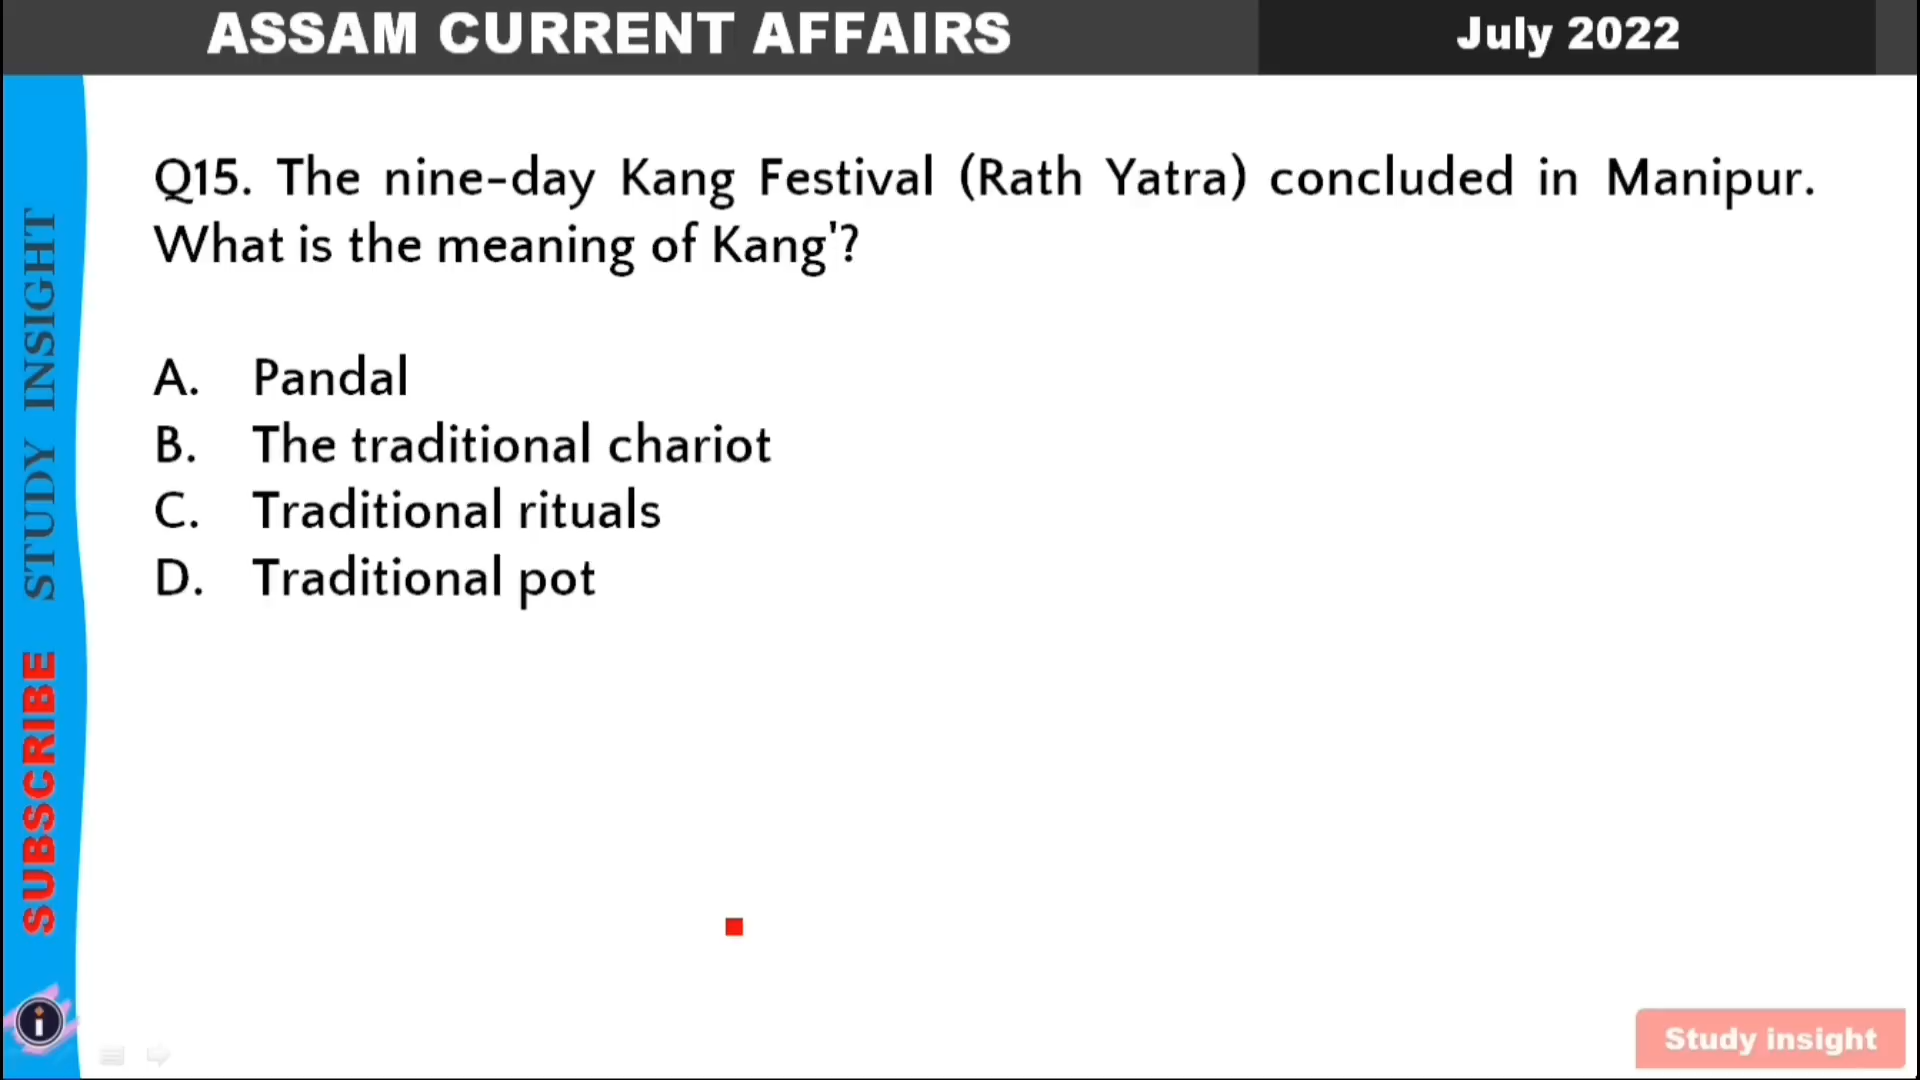 ASSAM CURRENT AFFAIRS
July 2022
Q15. The nine-day Kang Festival (Rath Yatra) concluded in Manipur.
What is the meaning of Kang'?
A. Pandal
B. The traditional chariot
C. Traditional rituals
D. Traditional pot
SUBSCRIBE STUDY INSIGHT
i
Study insight